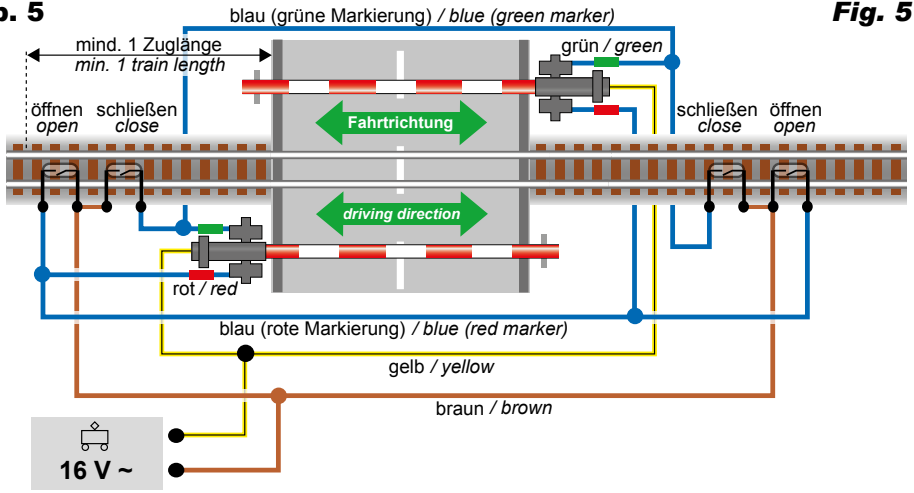 b. 5
Fig. 5
blau (grüne Markierung) / blue (green marker)
mind. 1 Zuglänge
min. 1 train length
grün / green
öffnen
open
schließen
close
Fahrtrichtung
schließen
close
öffnen
open
driving direction
rot / red
blau (rote Markierung) / blue (red marker)
gelb / yellow
braun / brown
16 V ~